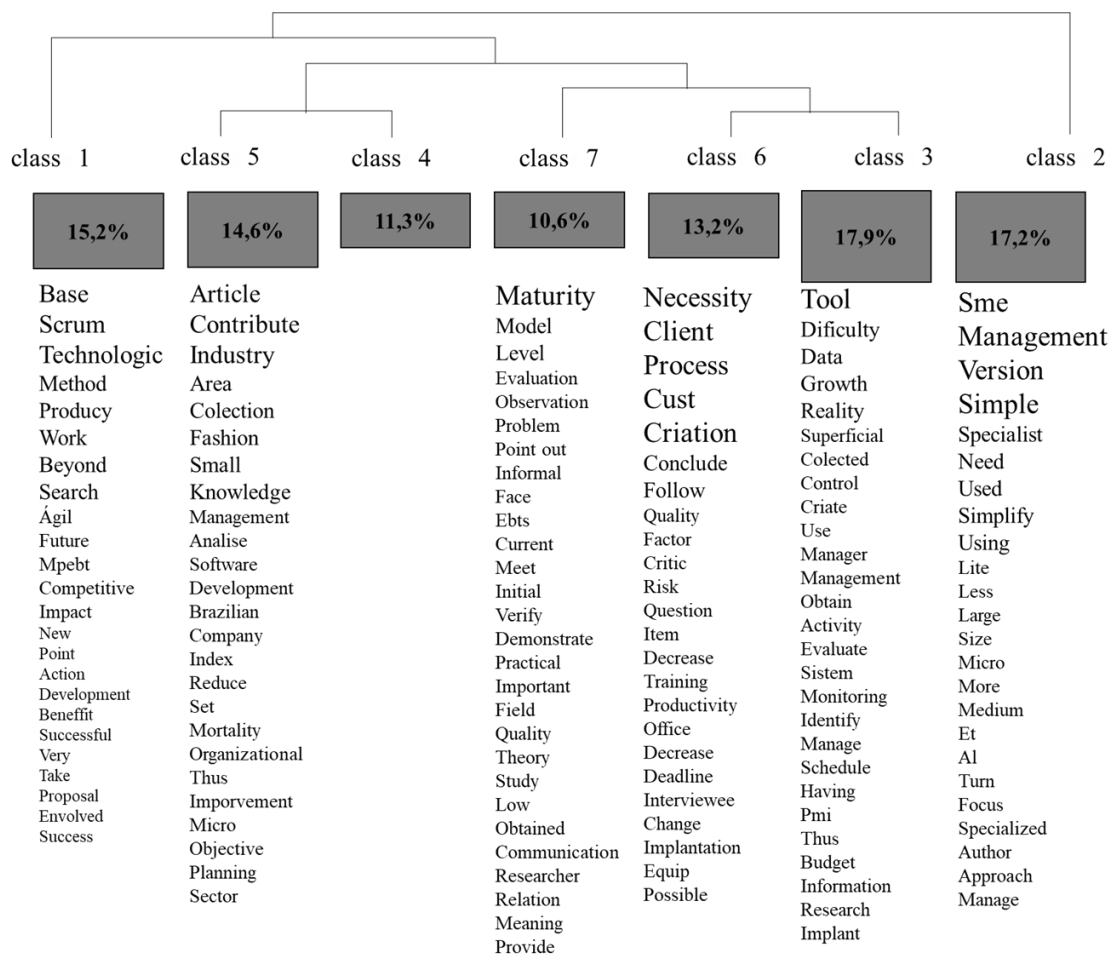 class 1
class 5
class 4
class 7
class 6
class 3
class 2
15,2%
14,6%
11,3%
10,6%
13,2%
17,9%
17,2%
Base
Scrum
Technologic
Method
Producy
Work
Beyond
Search
Ágil
Future
Mpebt
Competitive
Impact
New
Point
Action
Development
Beneffit
Successful
Very
Take
Proposal
Envolved
Success
Article
Contribute
Industry
Area
Colection
Fashion
Small
Knowledge
Management
Analise
Software
Development
Brazilian
Company
Index
Reduce
Set
Mortality
Organizational
Thus
Imporvement
Micro
Objective
Planning
Sector
Maturity
Model
Level
Evaluation
Observation
Problem
Point out
Informal
Face
Ebts
Current
Meet
Initial
Verify
Demonstrate
Practical
Important
Field
Quality
Theory
Study
Low
Obtained
Communication
Researcher
Relation
Meaning
Provide
Necessity
Client
Process
Cust
Criation
Conclude
Follow
Quality
Factor
Critic
Risk
Question
Item
Decrease
Training
Productivity
Office
Decrease
Deadline
Interviewee
Change
Implantation
Equip
Possible
Tool
Dificulty
Data
Growth
Reality
Superficial
Colected
Control
Criate
Use
Manager
Management
Obtain
Activity
Evaluate
Sistem
Monitoring
Identify
Manage
Schedule
Having
Pmi
Thus
Budget
Information
Research
Implant
Sme
Management
Version
Simple
Specialist
Need
Used
Simplify
Using
Lite
Less
Large
Size
Micro
More
Medium
Et
Al
Turn
Focus
Specialized
Author
Approach
Manage